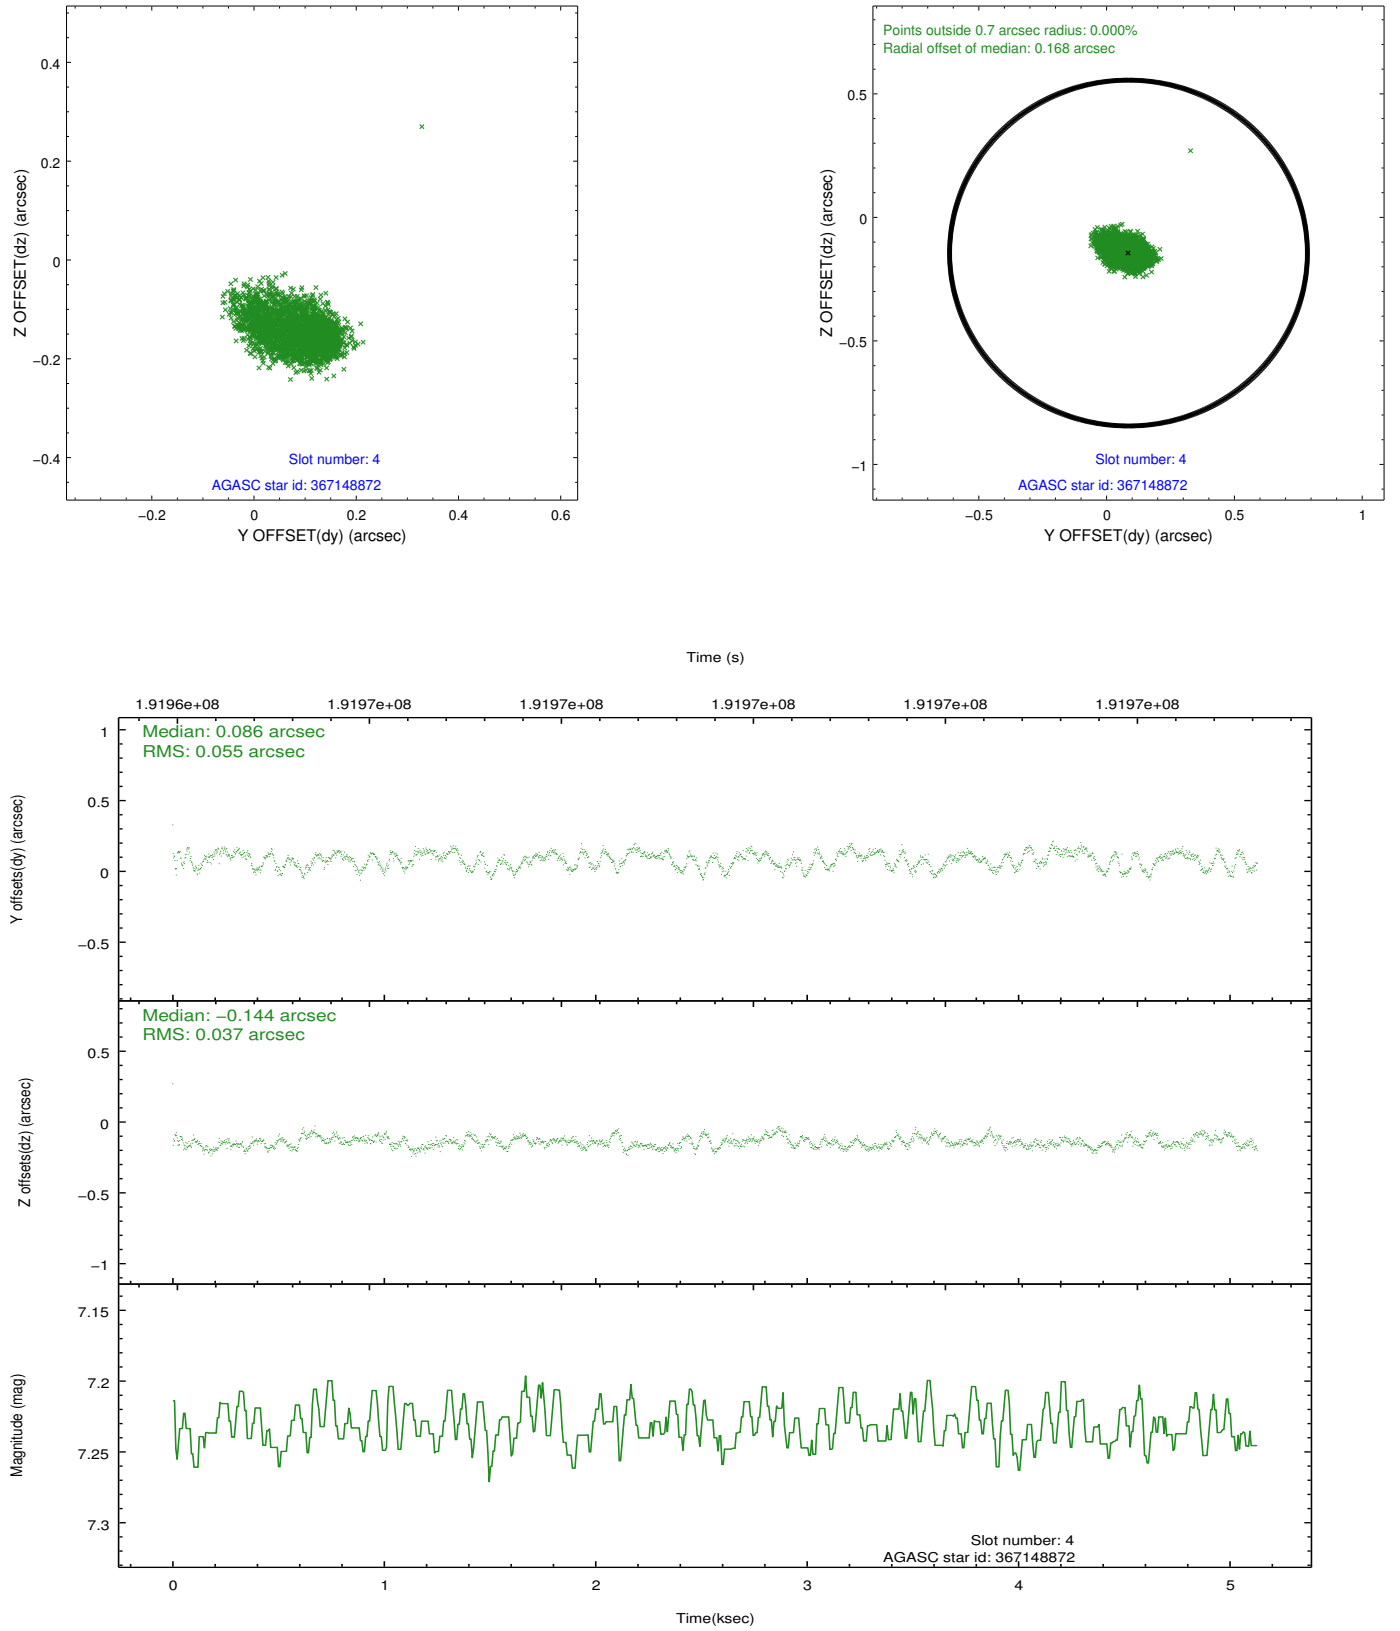 0.4
0.2
0
−0.2
−0.4
Z OFFSET(dz) (arcsec)
Slot number: 4
AGASC star id: 367148872
−0.2 0 0.2 0.4 0.6
Y OFFSET(dy) (arcsec)
Points outside 0.7 arcsec radius: 0.000%
Radial offset of median: 0.168 arcsec
0.5
0
−0.5
−1
Z OFFSET(dz) (arcsec)
Slot number: 4
AGASC star id: 367148872
−0.5 0 0.5 1
Y OFFSET(dy) (arcsec)
Time (s)
1.9196e+08 1.9197e+08 1.9197e+08 1.9197e+08 1.9197e+08 1.9197e+08
Median: 0.086 arcsec
RMS: 0.055 arcsec
1
0.5
0
−0.5
Y offsets(dy) (arcsec)
Median: −0.144 arcsec
RMS: 0.037 arcsec
0.5
0
−0.5
−1
Z offsets(dz) (arcsec)
7.15
7.2
7.25
7.3
Magnitude (mag)
Slot number: 4
AGASC star id: 367148872
0 1 2 3 4 5
Time(ksec)